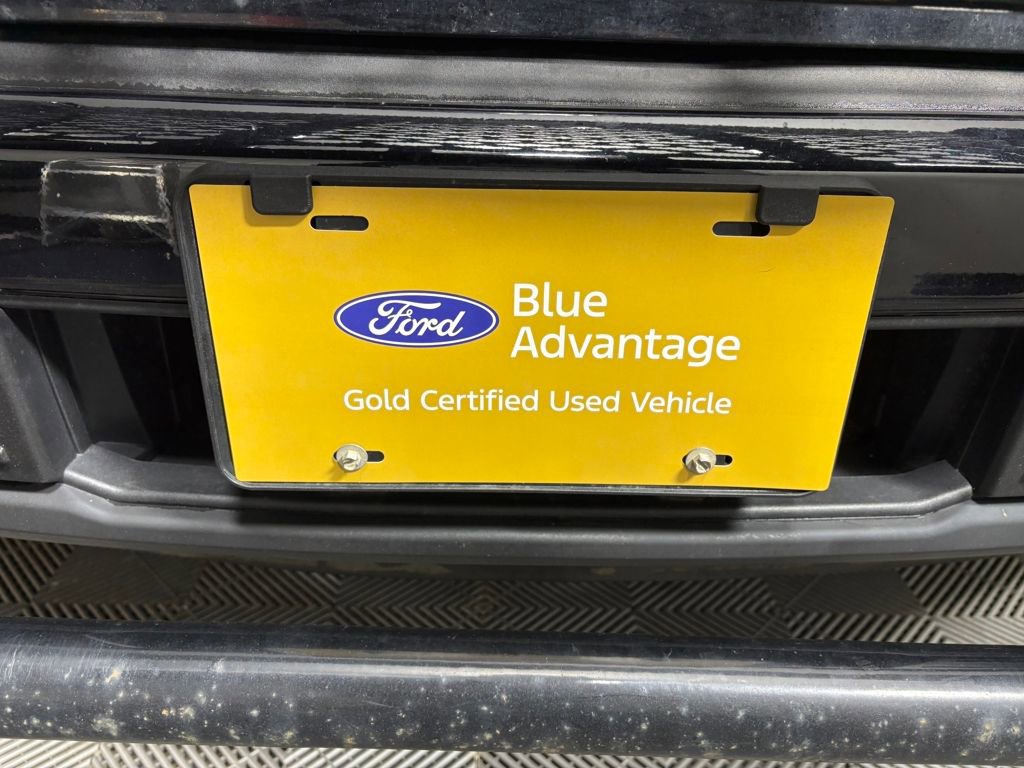 Ford
Blue
Advantage
Gold Certified Used Vehicle